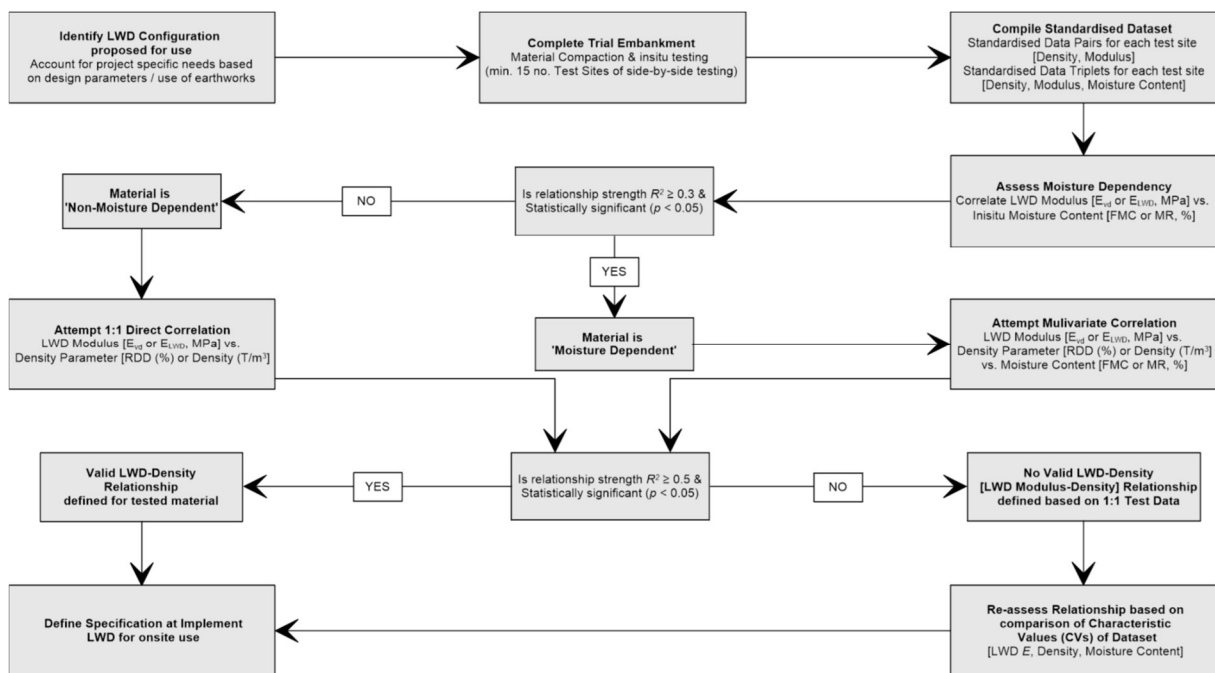 Identify LWD Configuration
proposed for use
Account for project specific needs based
on design parameters / use of earthworks
Complete Trial Embankment
Material Compaction & insitu testing
(min. 15 no. Test Sites of side-by-side testing)
Compile Standardised Dataset
Standardised Data Pairs for each test site
[Density, Modulus]
Standardised Data Triplets for each test site
[Density, Modulus, Moisture Content]
Material is
'Non-Moisture Dependent'
NO
Is relationship strength R² ≥ 0.3 &
Statistically significant (p < 0.05)
Assess Moisture Dependency
Correlate LWD Modulus [Evd or ELWD, MPa] vs.
Inisitu Moisture Content [FMC or MR, %]
YES
Attempt 1:1 Direct Correlation
LWD Modulus [Evd or ELWD, MPa] vs.
Density Parameter [RDD (%) or Density (T/m³]
Material is
'Moisture Dependent'
Attempt Mulivariate Correlation
LWD Modulus [Evd or ELWD, MPa] vs.
Density Parameter [RDD (%) or Density (T/m³]
vs. Moisture Content [FMC or MR, %]
Valid LWD-Density
Relationship
defined for tested material
YES
Is relationship strength R² ≥ 0.5 &
Statistically significant (p < 0.05)
NO
No Valid LWD-Density
[LWD Modulus-Density] Relationship
defined based on 1:1 Test Data
Define Specification at Implement
LWD for onsite use
Re-assess Relationship based on
comparison of Characteristic
Values (CVs) of Dataset
[LWD E, Density, Moisture Content]